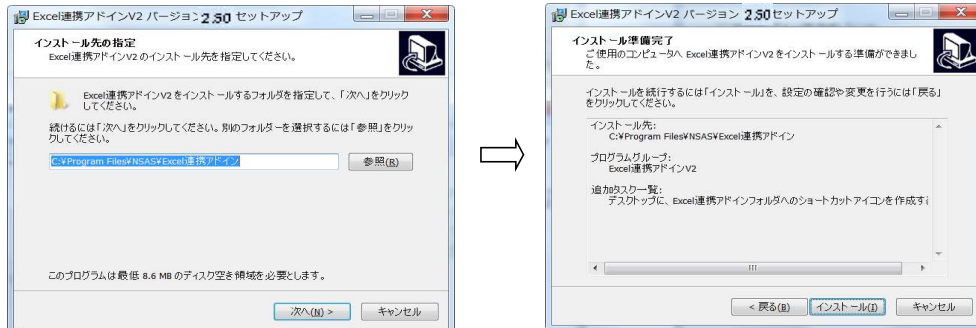 Excel連携アドインV2 バージョン 2.50 セットアップ
インストール先の指定
Excel連携アドインV2 のインストール先を指定してください。
Excel連携アドインV2 をインストールするフォルダを指定して、「次へ」をクリック
してください。
続けるには「次へ」をクリックしてください。別のフォルダーを選択するには「参照」をクリッ
クしてください。
C:¥Program Files¥NSAS¥Excel連携アドイン
参照(R)
このプログラムは最低 8.6 MB のディスク空き領域を必要とします。
次へ(N) >
キャンセル
Excel連携アドインV2 バージョン 2.50 セットアップ
インストール準備完了
ご使用のコンピュータへ Excel連携アドインV2 をインストールする準備ができまし
た。
インストールを続行するには「インストール」を、設定の確認や変更を行うには「戻る」
をクリックしてください。
インストール先:
C:¥Program Files¥NSAS¥Excel連携アドイン
プログラムグループ:
Excel連携アドインV2
追加タスク一覧:
デスクトップに、Excel連携アドインフォルダへのショートカットアイコンを作成する
< 戻る(B)
インストール(I)
キャンセル